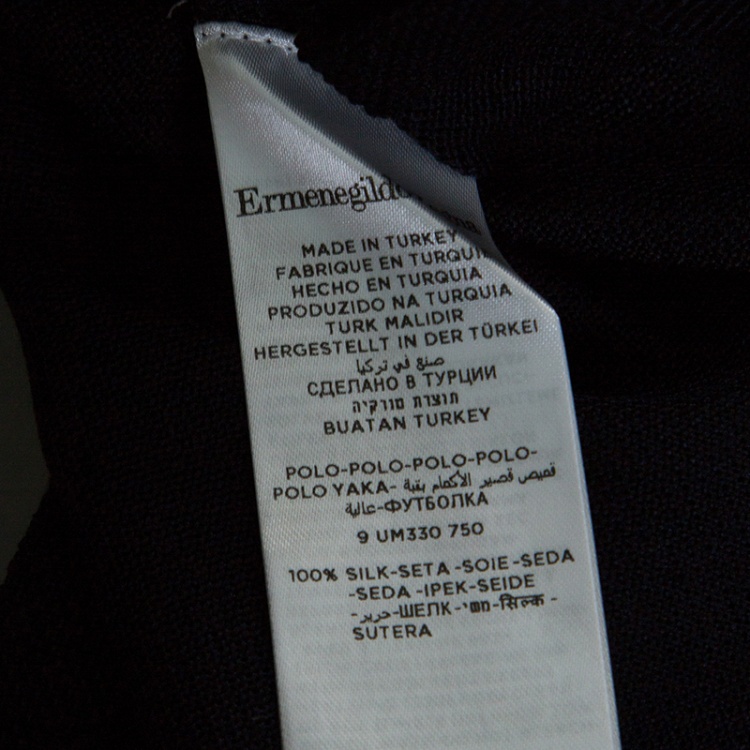 Ermenegildo
MADE IN TURKEY
FABRIQUE EN TURQUI
HECHO EN TURQUIA
PRODUZIDO NA TURQUIA
TURK MALIDIR
HERGESTELLT IN DER TÜRKEI
صنع في تركيا
СДЕЛАНО В ТУРЦИИ
תוצרת טורקיה
BUATAN TURKEY
POLO-POLO-POLO-POLO-
POLO YAKA- قميص قصير الأكمام بقبة
عالية-ФУТБОЛКА
9 UM330 750
100% SILK-SETA -SOIE-SEDA
-SEDA -IPEK-SEIDE
-حرير-ШЕЛК-משי-सिल्क -
SUTERA